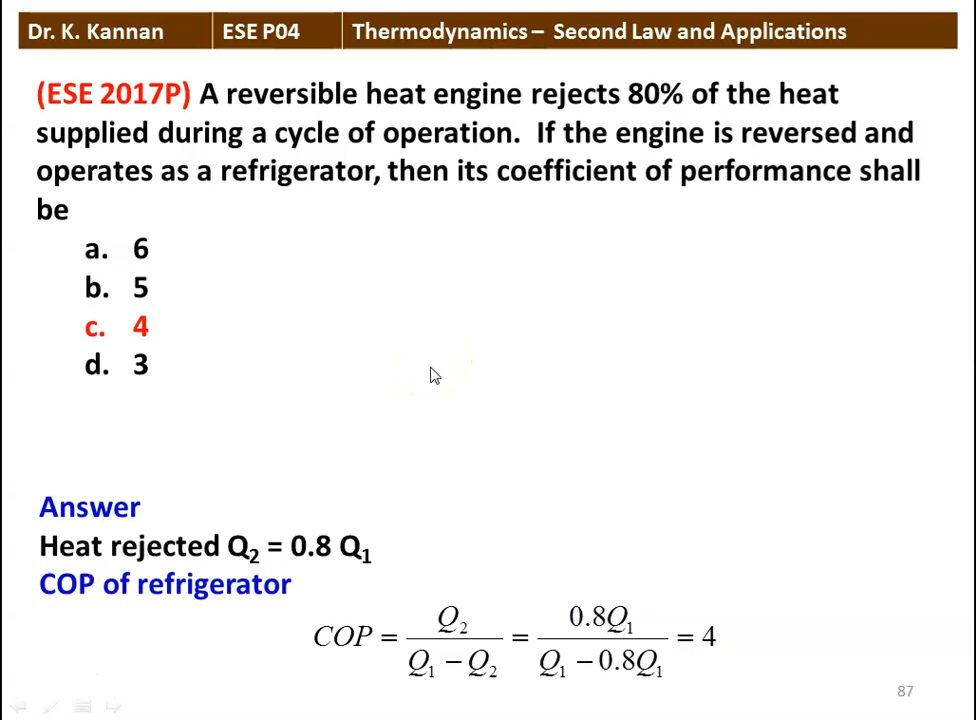 Dr. K. Kannan ESE P04 Thermodynamics – Second Law and Applications
(ESE 2017P) A reversible heat engine rejects 80% of the heat
supplied during a cycle of operation. If the engine is reversed and
operates as a refrigerator, then its coefficient of performance shall
be
a. 6
b. 5
c. 4
d. 3
Answer
Heat rejected Q₂ = 0.8 Q₁
COP of refrigerator
COP = Q₂ / (Q₁ − Q₂) = 0.8Q₁ / (Q₁ − 0.8Q₁) = 4
87